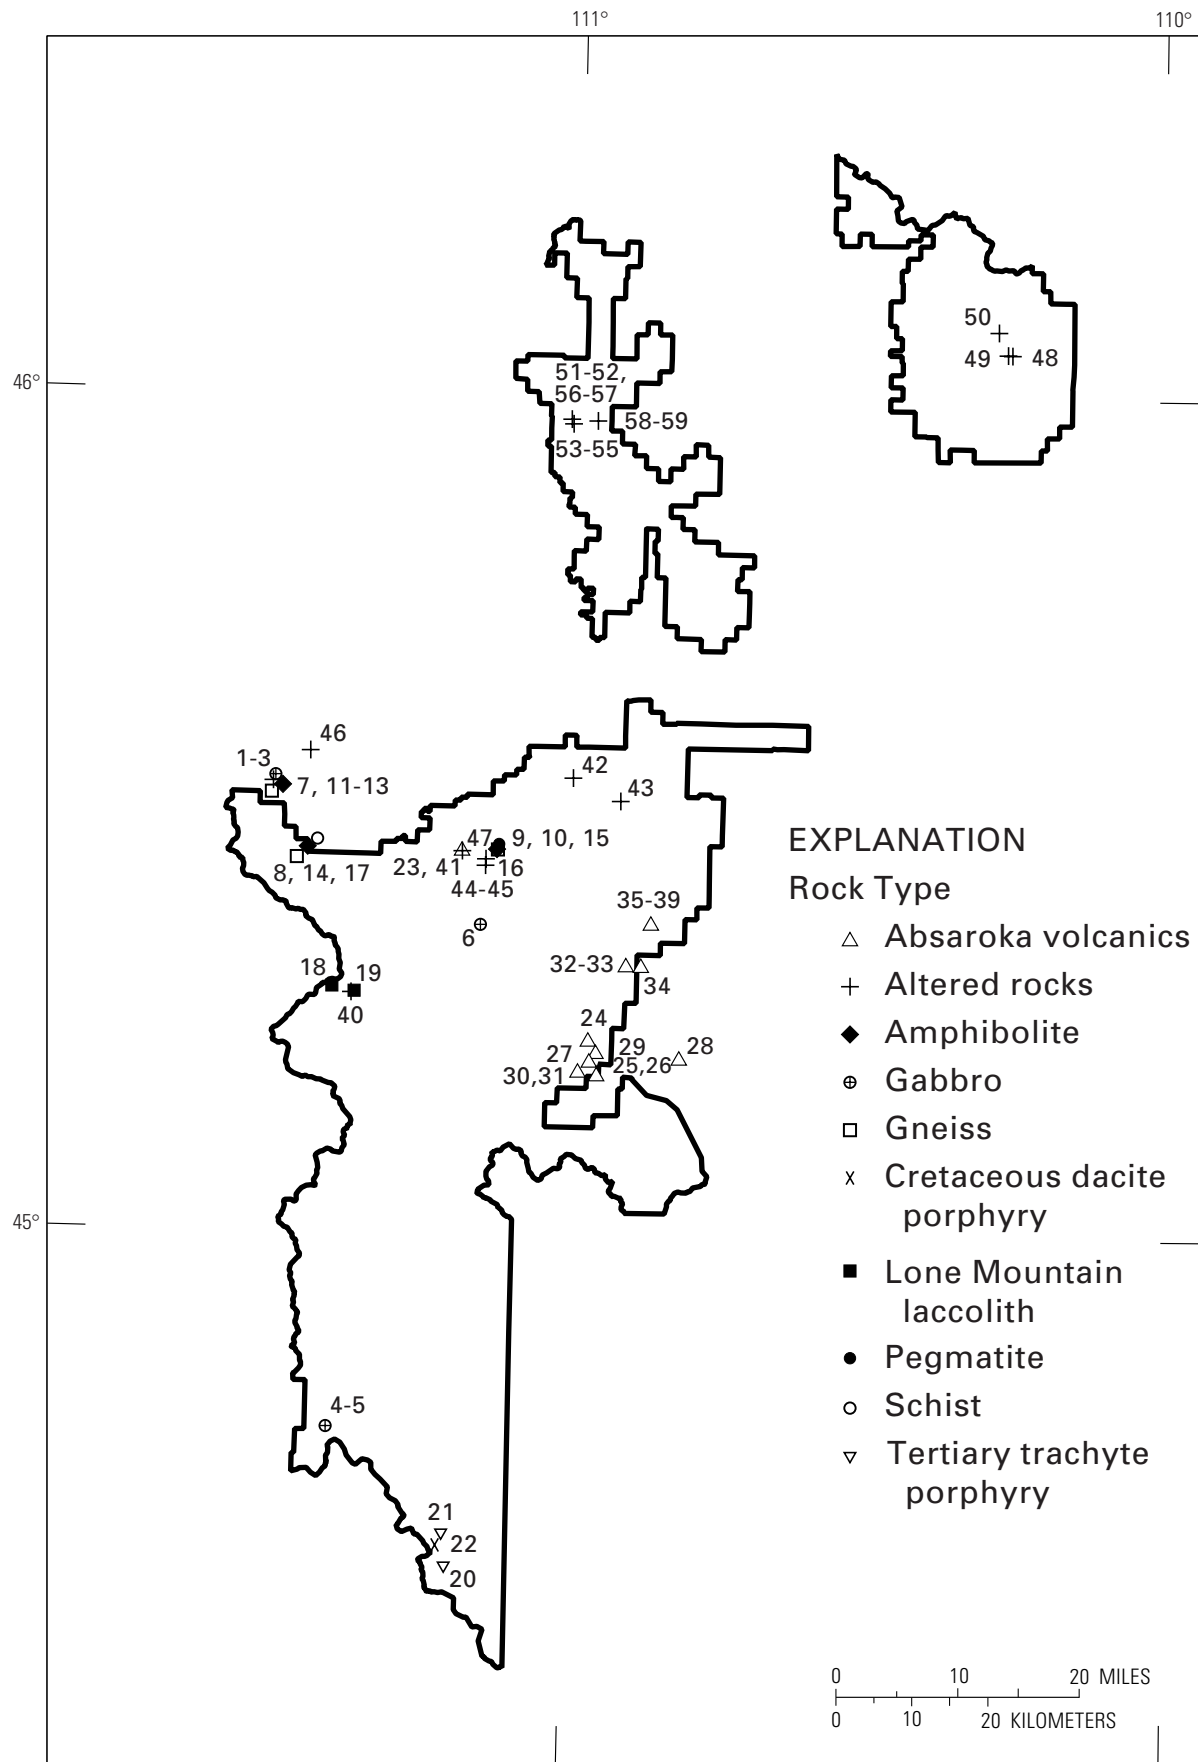 111°
110°
50
49
48
46°
51-52,
56-57
58-59
53-55
46
1-3
7, 11-13
42
43
47
9, 10, 15
23, 41
16
8, 14, 17
44-45
6
35-39
32-33
34
18
19
40
24
27
29
28
30,31
25,26
45°
4-5
21
22
20
EXPLANATION
Rock Type
Absaroka volcanics
Altered rocks
Amphibolite
Gabbro
Gneiss
Cretaceous dacite
porphyry
Lone Mountain
laccolith
Pegmatite
Schist
Tertiary trachyte
porphyry
0 10 20 MILES
0 10 20 KILOMETERS